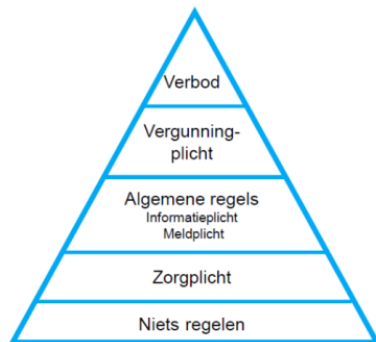 Verbod
Vergunning-
plicht
Algemene regels
Informatieplicht
Meldplicht
Zorgplicht
Niets regelen